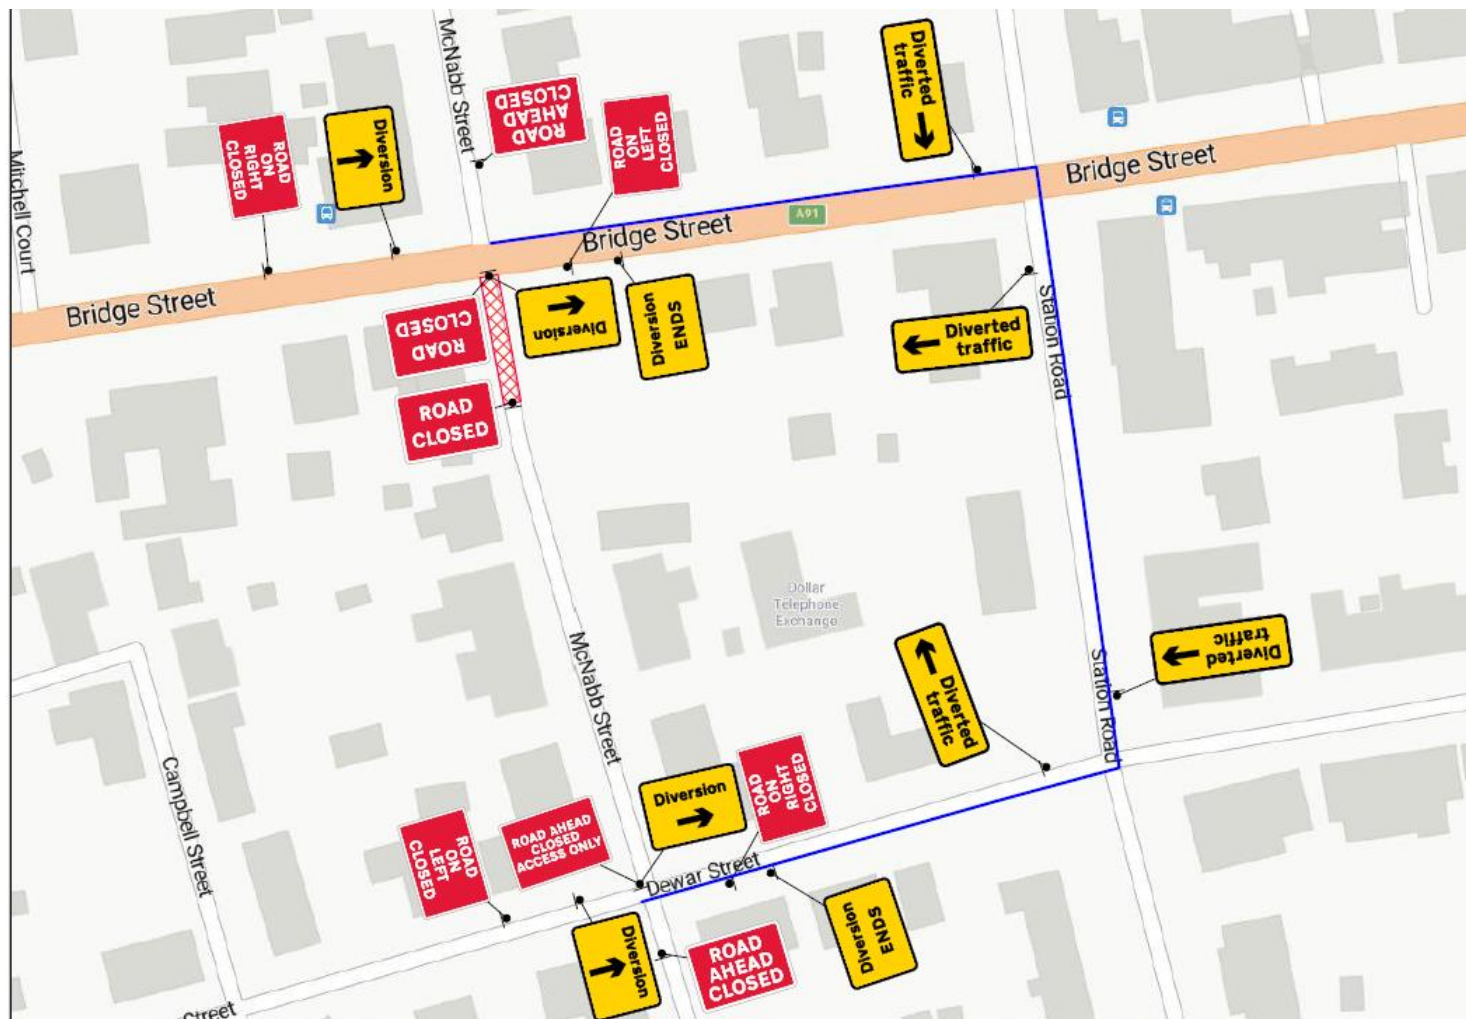 McNabb Street
ROAD
AHEAD
CLOSED
Diverted
traffic
ROAD
ON
RIGHT
CLOSED
Diversion
ROAD
ON
LEFT
CLOSED
Mitchell Court
Bridge Street
A91
Bridge Street
Bridge Street
ROAD
CLOSED
Diversion
Diversion
ENDS
Diverted
traffic
Station Road
ROAD
CLOSED
Dollar
Telephone
Exchange
McNabb Street
Diverted
traffic
Diverted
traffic
Station Road
Campbell Street
ROAD
ON
LEFT
CLOSED
ROAD AHEAD
CLOSED
ACCESS ONLY
Diversion
ROAD
ON
RIGHT
CLOSED
Dewar Street
Diversion
ROAD
AHEAD
CLOSED
Diversion
ENDS
Street